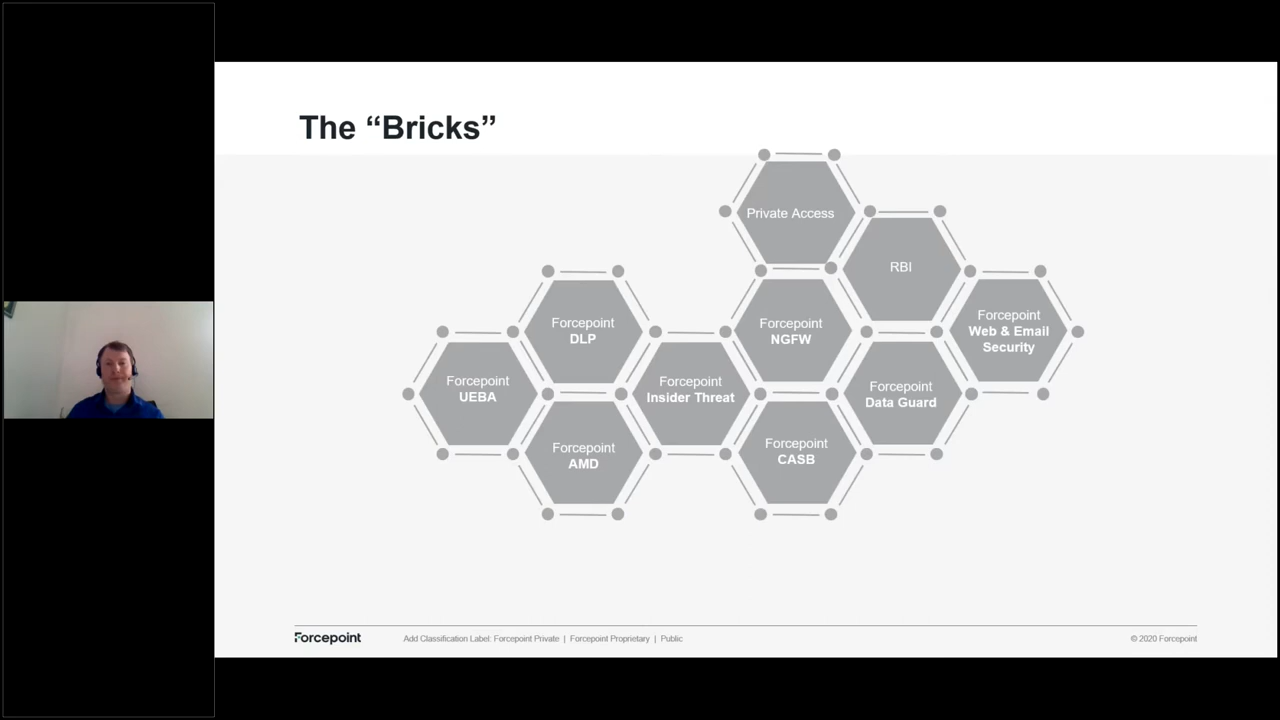 The “Bricks”
Private Access
RBI
Forcepoint
DLP
Forcepoint
NGFW
Forcepoint
Web & Email
Security
Forcepoint
UEBA
Forcepoint
Insider Threat
Forcepoint
Data Guard
Forcepoint
AMD
Forcepoint
CASB
Forcepoint
Add Classification Label: Forcepoint Private | Forcepoint Proprietary | Public
© 2020 Forcepoint